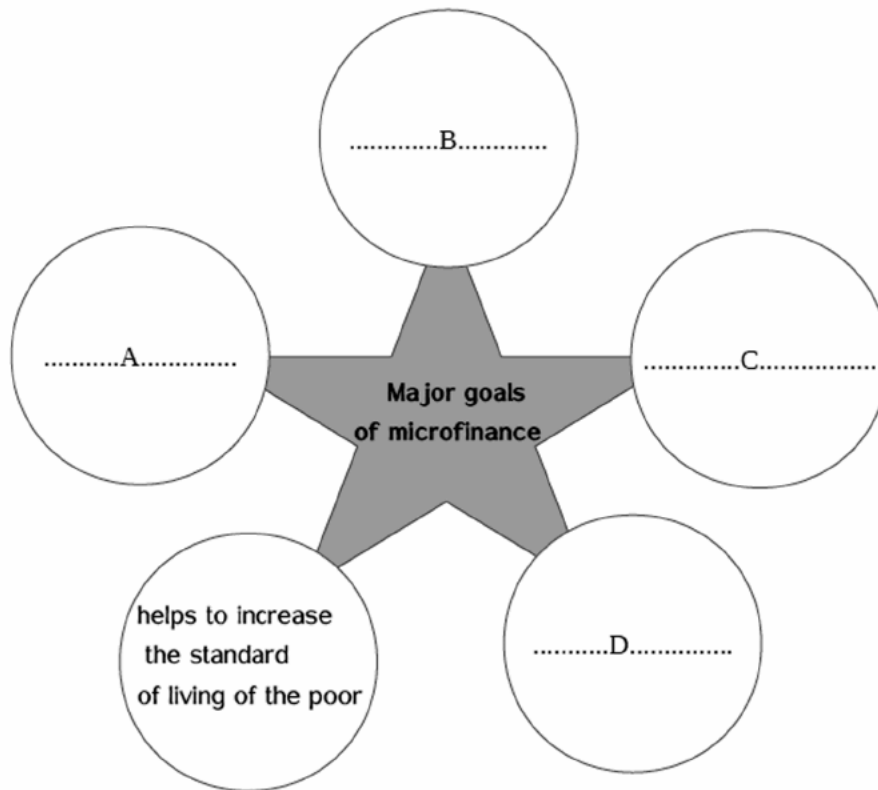 .............B.............
...........A..............
..............C.................
Major goals
of microfinance
helps to increase
the standard
of living of the poor
...........D...............